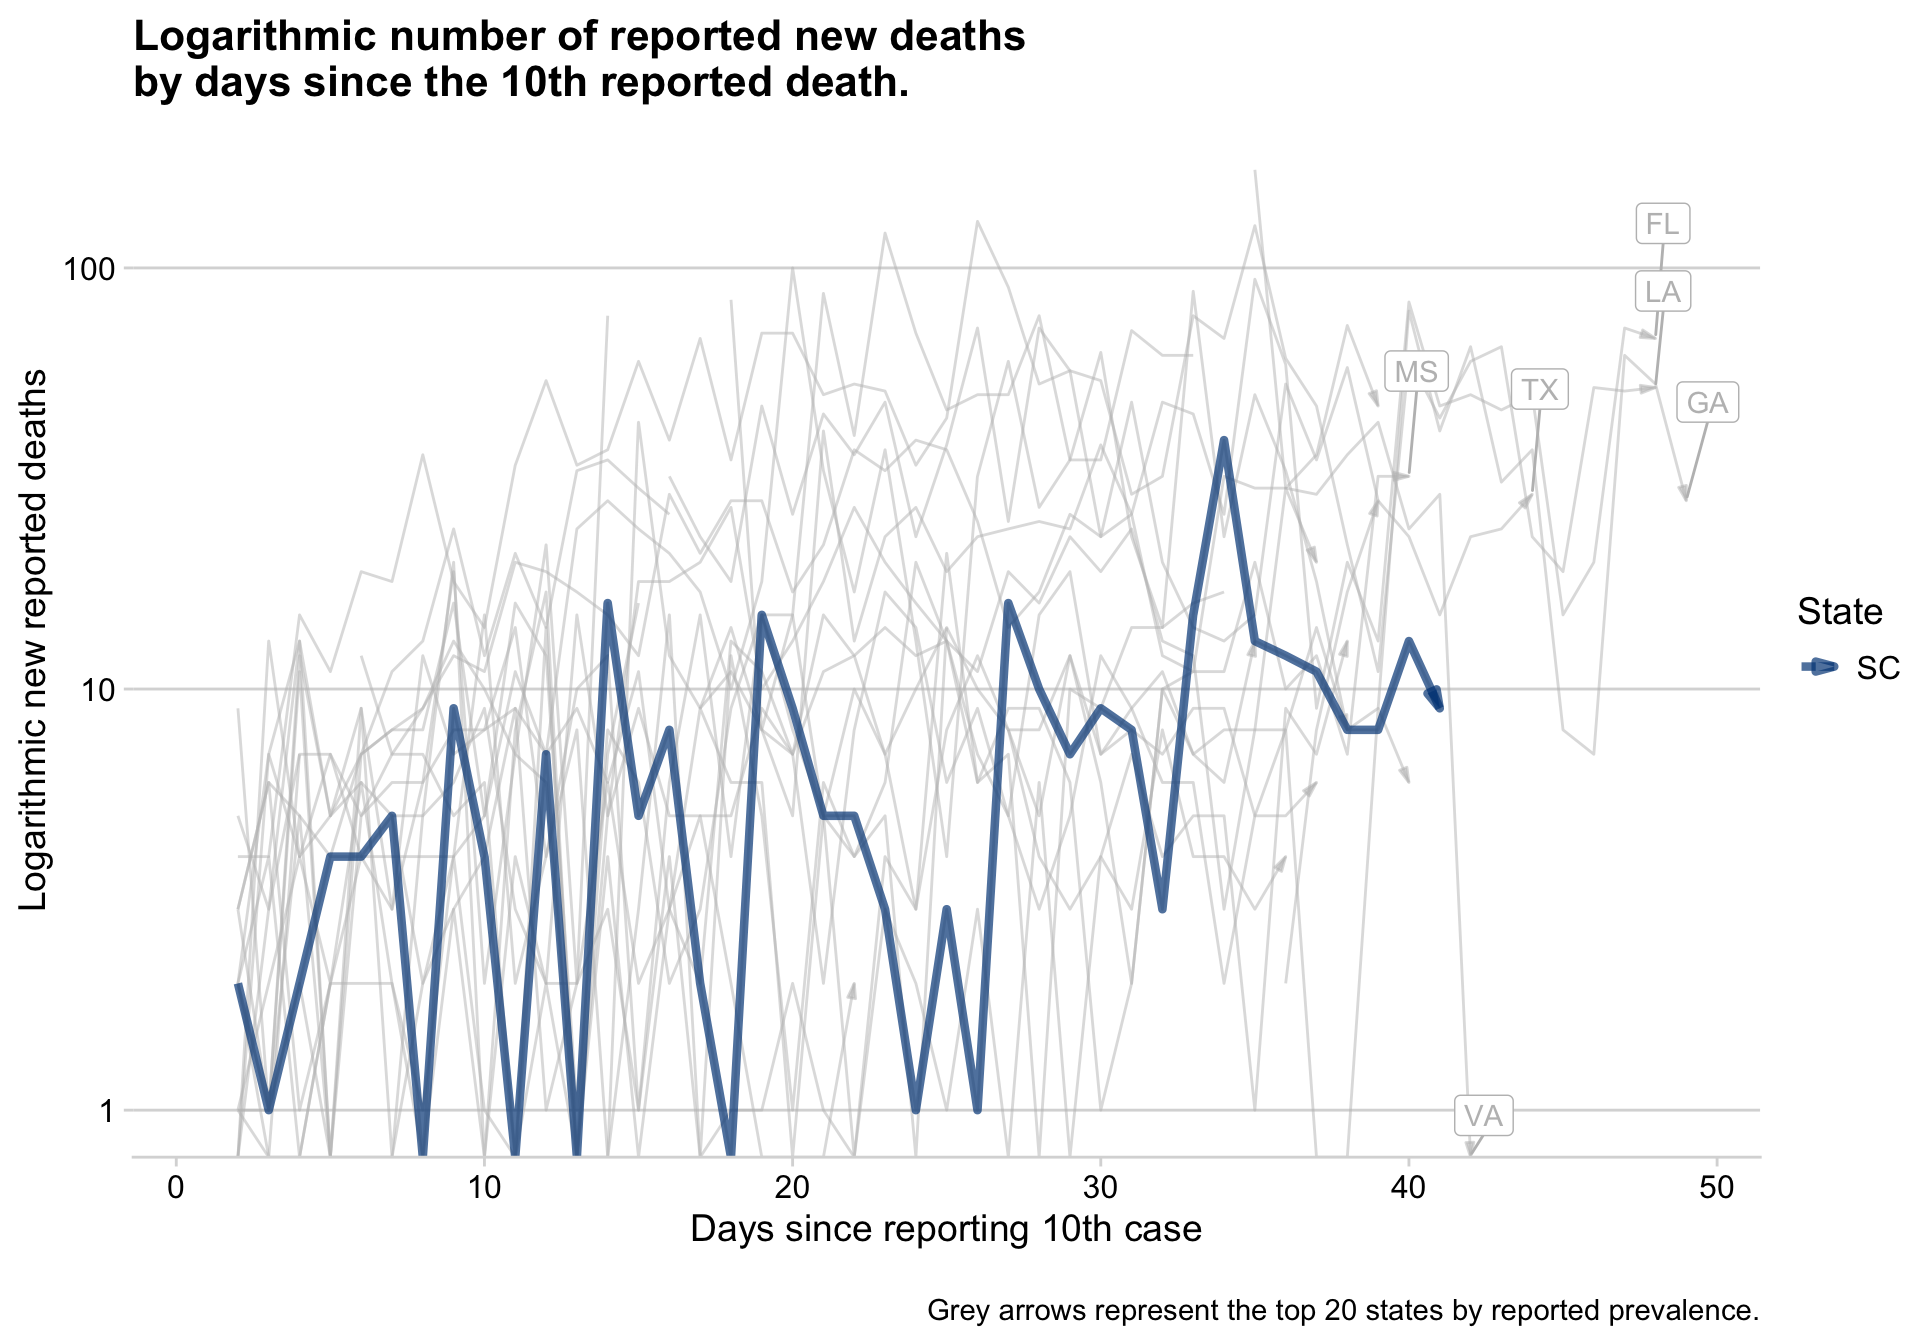 Logarithmic number of reported new deaths
by days since the 10th reported death.
Logarithmic new reported deaths
100
10
1
FL
LA
MS
TX
GA
VA
State
SC
0 10 20 30 40 50
Days since reporting 10th case
Grey arrows represent the top 20 states by reported prevalence.